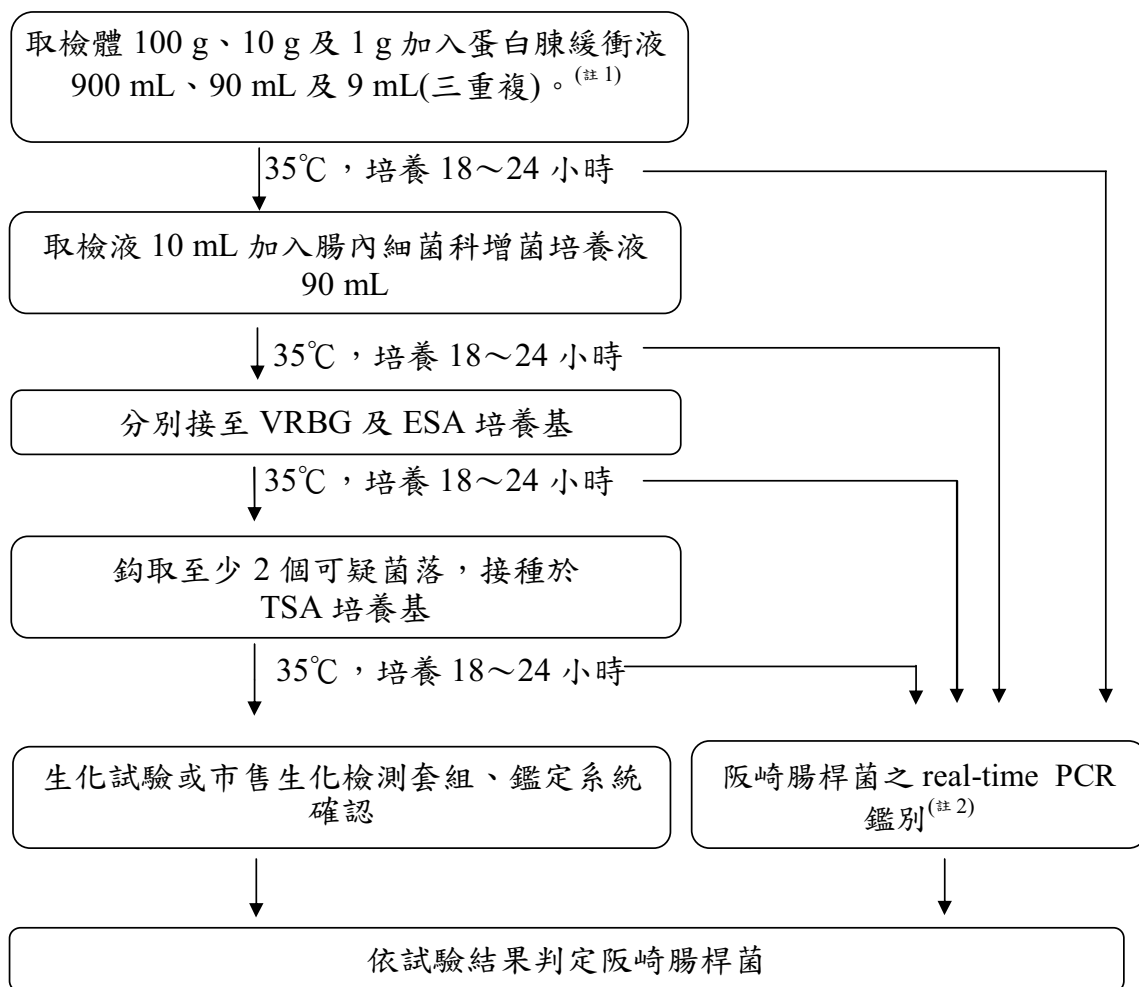 取檢體 100 g、10 g 及 1 g 加入蛋白腖緩衝液
900 mL、90 mL 及 9 mL(三重複)。(註 1)
35℃，培養 18～24 小時
取檢液 10 mL 加入腸內細菌科增菌培養液
90 mL
35℃，培養 18～24 小時
分別接至 VRBG 及 ESA 培養基
35℃，培養 18～24 小時
鈎取至少 2 個可疑菌落，接種於
TSA 培養基
35℃，培養 18～24 小時
生化試驗或市售生化檢測套組、鑑定系統
確認
阪崎腸桿菌之 real-time PCR
鑑別(註 2)
依試驗結果判定阪崎腸桿菌